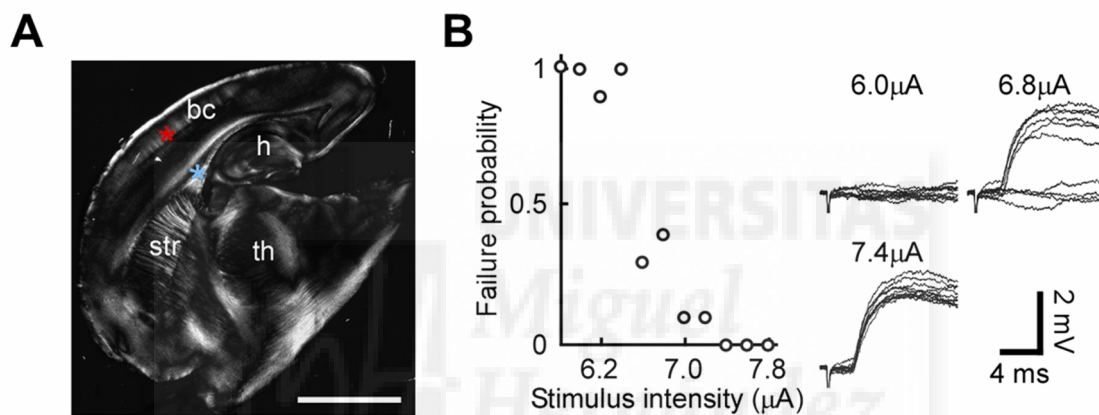 A
bc
h
str
th
B
Failure probability
1
0.5
0
6.2
7.0
7.8
Stimulus intensity (μA)
6.0μA
6.8μA
7.4μA
2 mV
4 ms
UNIVERSITAS
Miguel
Hernández